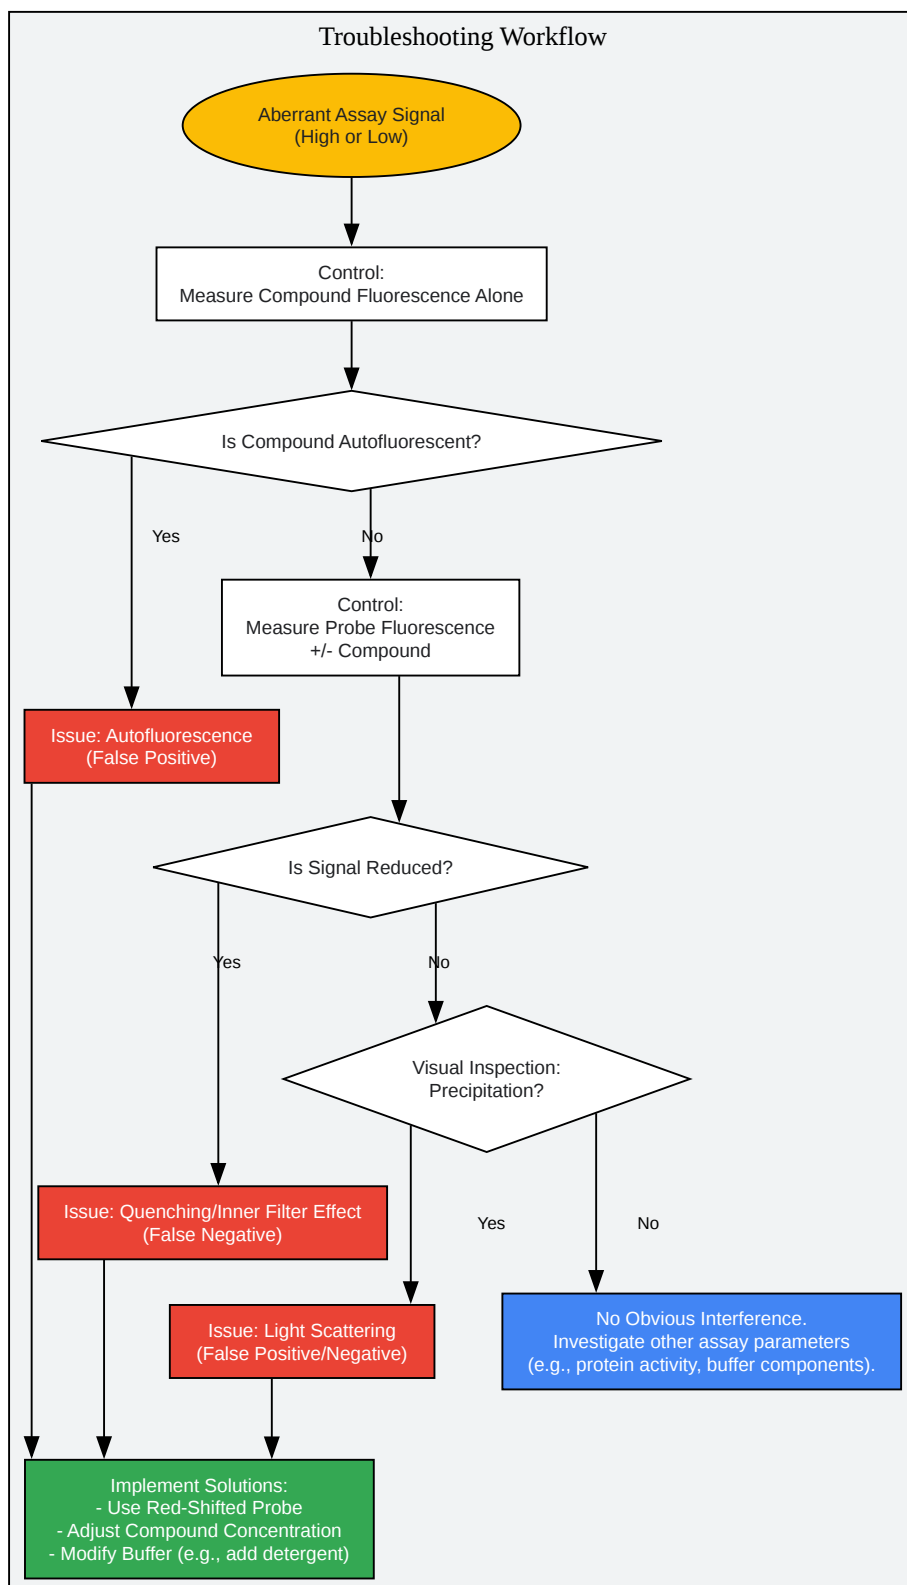 Troubleshooting Workflow
Aberrant Assay Signal
(High or Low)
Control:
Measure Compound Fluorescence Alone
Is Compound Autofluorescent?
Yes
No
Control:
Measure Probe Fluorescence
+/- Compound
Issue: Autofluorescence
(False Positive)
Is Signal Reduced?
Yes
No
Visual Inspection:
Precipitation?
Issue: Quenching/Inner Filter Effect
(False Negative)
Yes
No
Issue: Light Scattering
(False Positive/Negative)
No Obvious Interference.
Investigate other assay parameters
(e.g., protein activity, buffer components).
Implement Solutions:
- Use Red-Shifted Probe
- Adjust Compound Concentration
- Modify Buffer (e.g., add detergent)